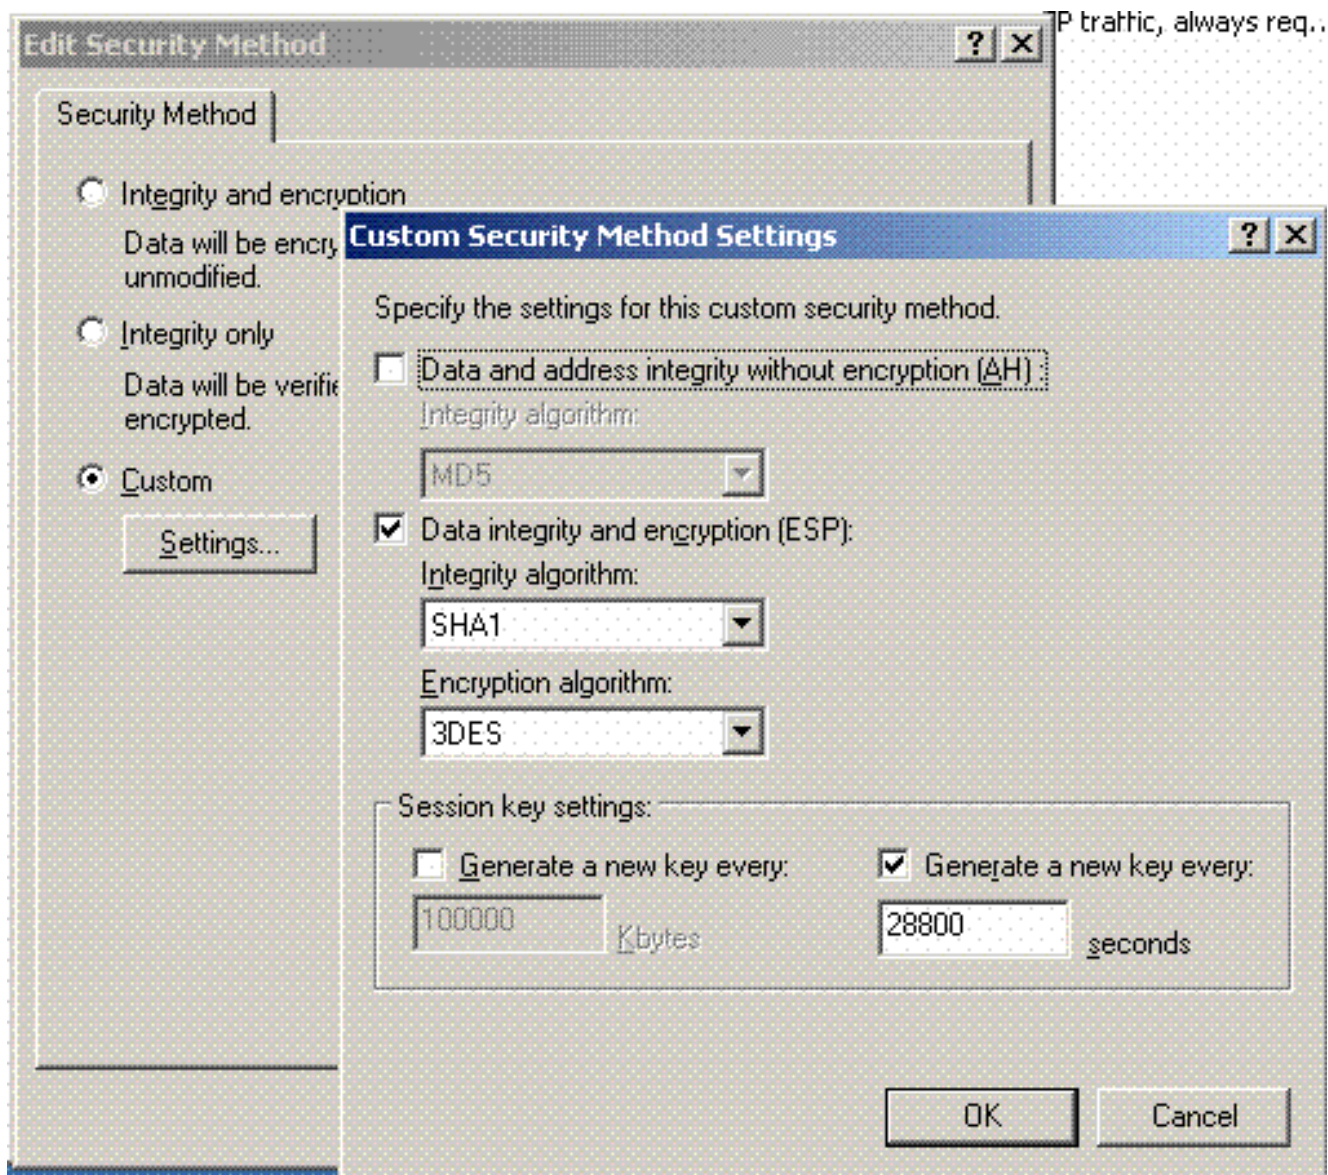 P traffic, always req..
Edit Security Method
Security Method
Integrity and encryption
Data will be encry
unmodified.
Integrity only
Data will be verifie
encrypted.
Custom
Settings...
Custom Security Method Settings
Specify the settings for this custom security method.
Data and address integrity without encryption (AH) :
Integrity algorithm:
MD5
Data integrity and encryption (ESP):
Integrity algorithm:
SHA1
Encryption algorithm:
3DES
Session key settings:
Generate a new key every:
100000 Kbytes
Generate a new key every:
28800 seconds
OK Cancel